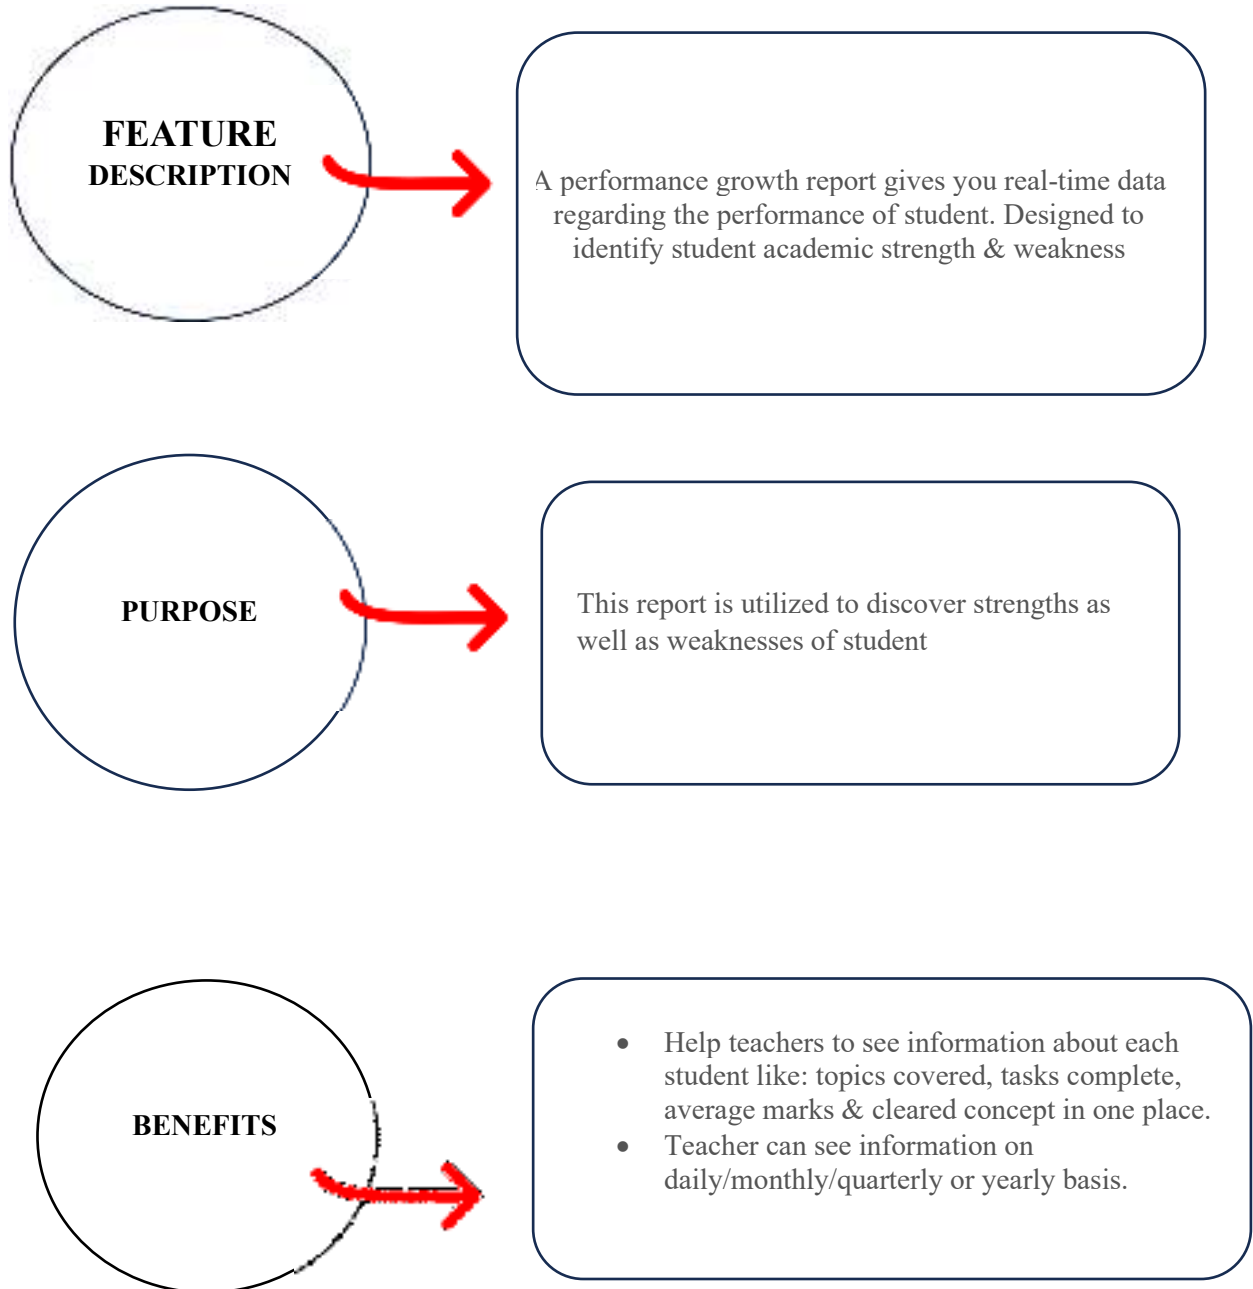 FEATURE
DESCRIPTION
A performance growth report gives you real-time data
regarding the performance of student. Designed to
identify student academic strength & weakness
PURPOSE
This report is utilized to discover strengths as
well as weaknesses of student
BENEFITS
• Help teachers to see information about each
student like: topics covered, tasks complete,
average marks & cleared concept in one place.
• Teacher can see information on
daily/monthly/quarterly or yearly basis.